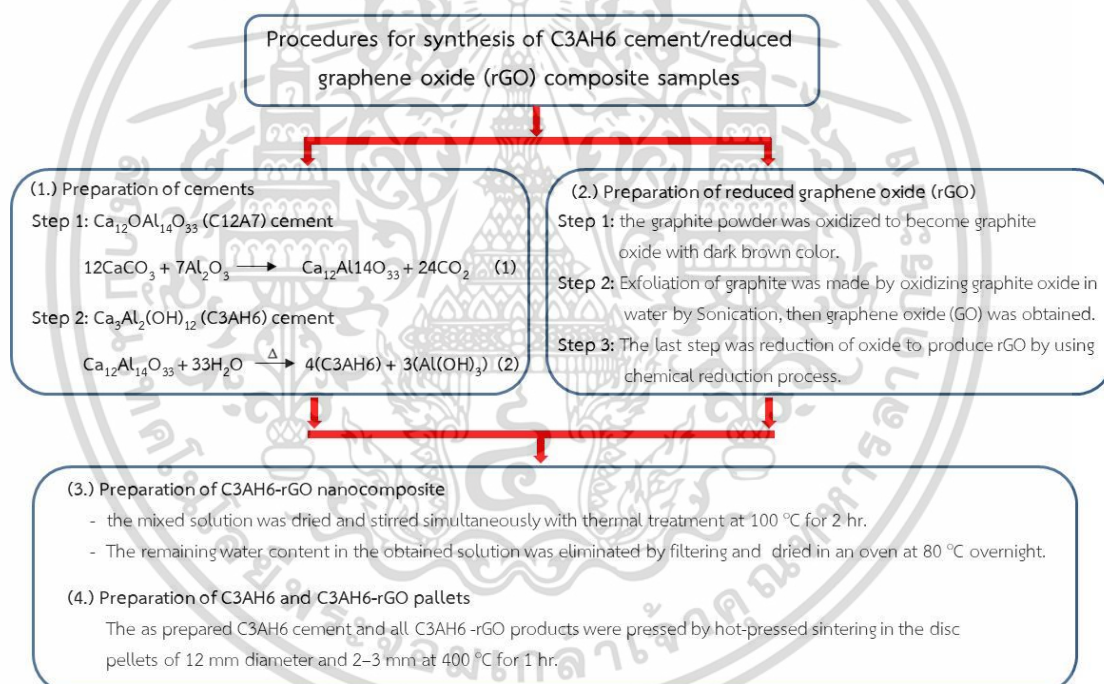 Procedures for synthesis of C3AH6 cement/reduced
graphene oxide (rGO) composite samples
(1.) Preparation of cements
Step 1: Ca₁₂OAl₁₄O₃₃ (C12A7) cement
12CaCO₃ + 7Al₂O₃ ⟶ Ca₁₂Al14O₃₃ + 24CO₂ (1)
Step 2: Ca₃Al₂(OH)₁₂ (C3AH6) cement
Ca₁₂Al₁₄O₃₃ + 33H₂O ⟶ Δ 4(C3AH6) + 3(Al(OH)₃) (2)
(2.) Preparation of reduced graphene oxide (rGO)
Step 1: the graphite powder was oxidized to become graphite
oxide with dark brown color.
Step 2: Exfoliation of graphite was made by oxidizing graphite oxide in
water by Sonication, then graphene oxide (GO) was obtained.
Step 3: The last step was reduction of oxide to produce rGO by using
chemical reduction process.
(3.) Preparation of C3AH6-rGO nanocomposite
- the mixed solution was dried and stirred simultaneously with thermal treatment at 100 °C for 2 hr.
- The remaining water content in the obtained solution was eliminated by filtering and dried in an oven at 80 °C overnight.
(4.) Preparation of C3AH6 and C3AH6-rGO pallets
The as prepared C3AH6 cement and all C3AH6 -rGO products were pressed by hot-pressed sintering in the disc
pellets of 12 mm diameter and 2–3 mm at 400 °C for 1 hr.